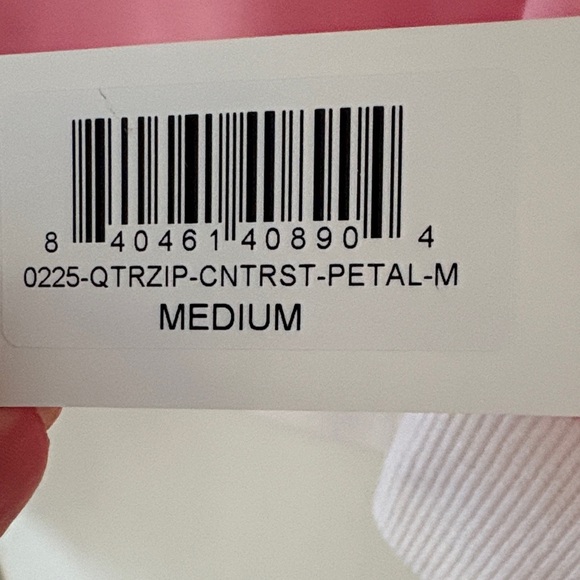 8 40461 40890 4
0225-QTRZIP-CNTRST-PETAL-M
MEDIUM